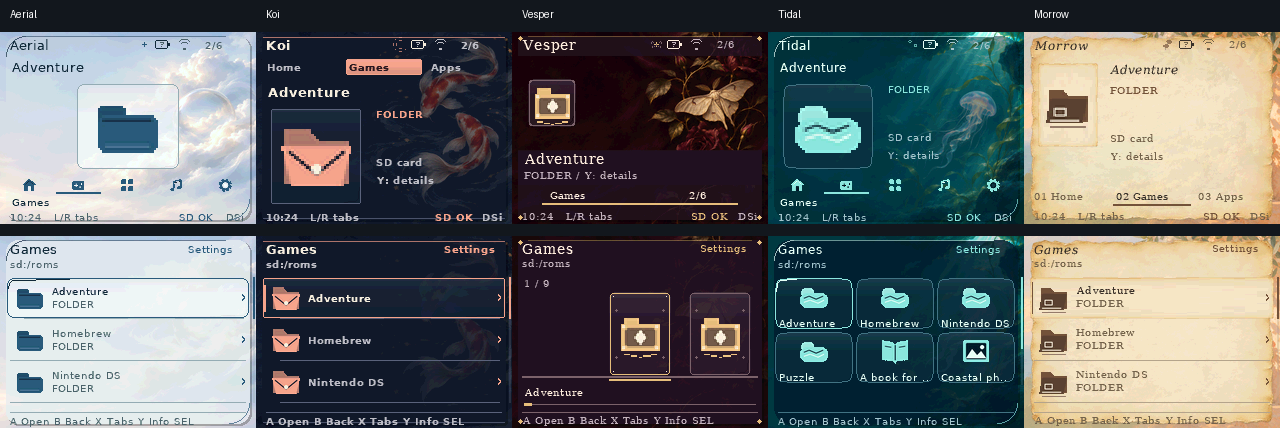 Aerial
Koi
Vesper
Tidal
Morrow
Aerial 2/6
Adventure
Games
10:24 L/R tabs SD OK DSi
Koi 2/6
Home Games Apps
Adventure
FOLDER
SD card
Y: details
10:24 L/R tabs SD OK DSi
Vesper 2/6
Adventure
FOLDER / Y: details
Games 2/6
10:24 L/R tabs SD OK DSi
Tidal 2/6
Adventure
FOLDER
SD card
Y: details
Games
10:24 L/R tabs SD OK DSi
Morrow 2/6
Adventure
FOLDER
SD card
Y: details
01 Home 02 Games 03 Apps
10:24 L/R tabs SD OK DSi
Games Settings
sd:/roms
Adventure
FOLDER
Homebrew
FOLDER
Nintendo DS
FOLDER
A Open B Back X Tabs Y Info SEL
Games Settings
sd:/roms
Adventure
Homebrew
Nintendo DS
A Open B Back X Tabs Y Info SEL
Games Settings
sd:/roms
1 / 9
Adventure
A Open B Back X Tabs Y Info SEL
Games Settings
sd:/roms
Adventure Homebrew Nintendo DS
Puzzle A book for .. Coastal ph..
A Open B Back X Tabs Y Info SEL
Games Settings
sd:/roms
Adventure
FOLDER
Homebrew
FOLDER
Nintendo DS
FOLDER
A Open B Back X Tabs Y Info SEL